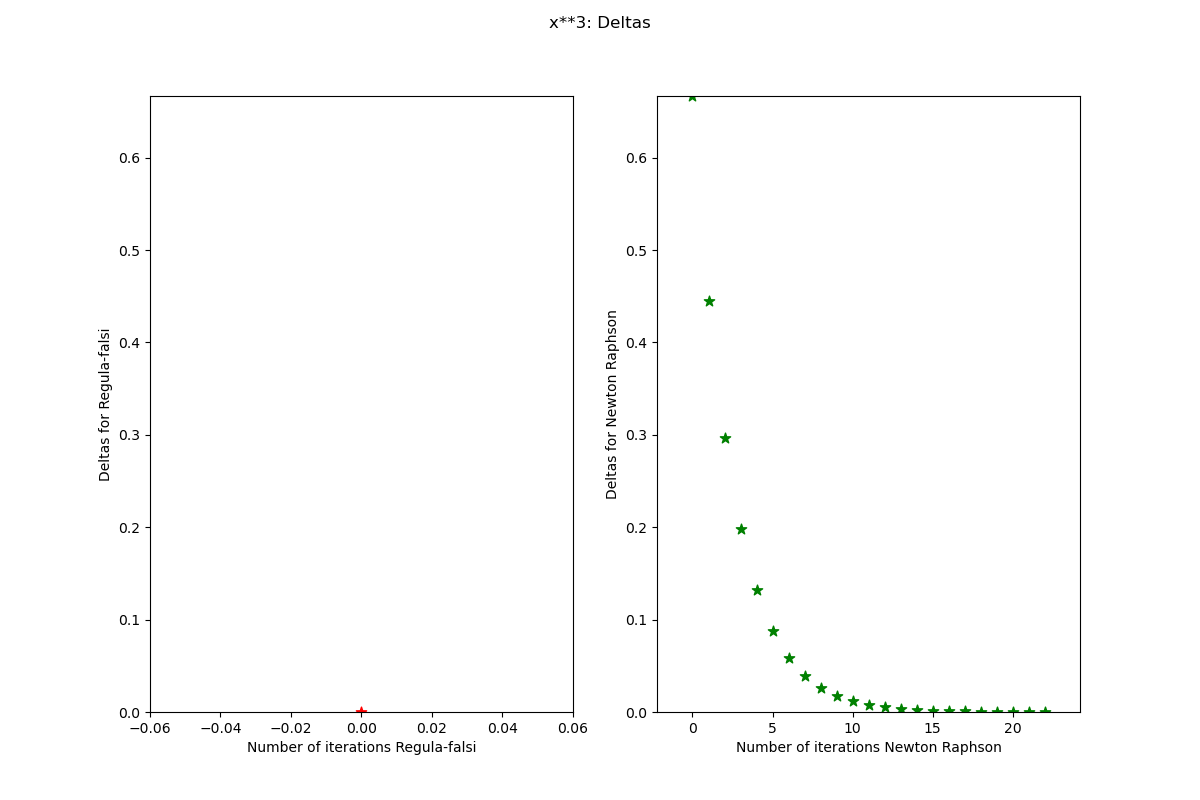 x**3: Deltas
0.6
0.5
0.4
0.3
0.2
0.1
0.0
Deltas for Regula-falsi
−0.06 −0.04 −0.02 0.00 0.02 0.04 0.06
Number of iterations Regula-falsi
0.6
0.5
0.4
0.3
0.2
0.1
0.0
Deltas for Newton Raphson
0 5 10 15 20
Number of iterations Newton Raphson